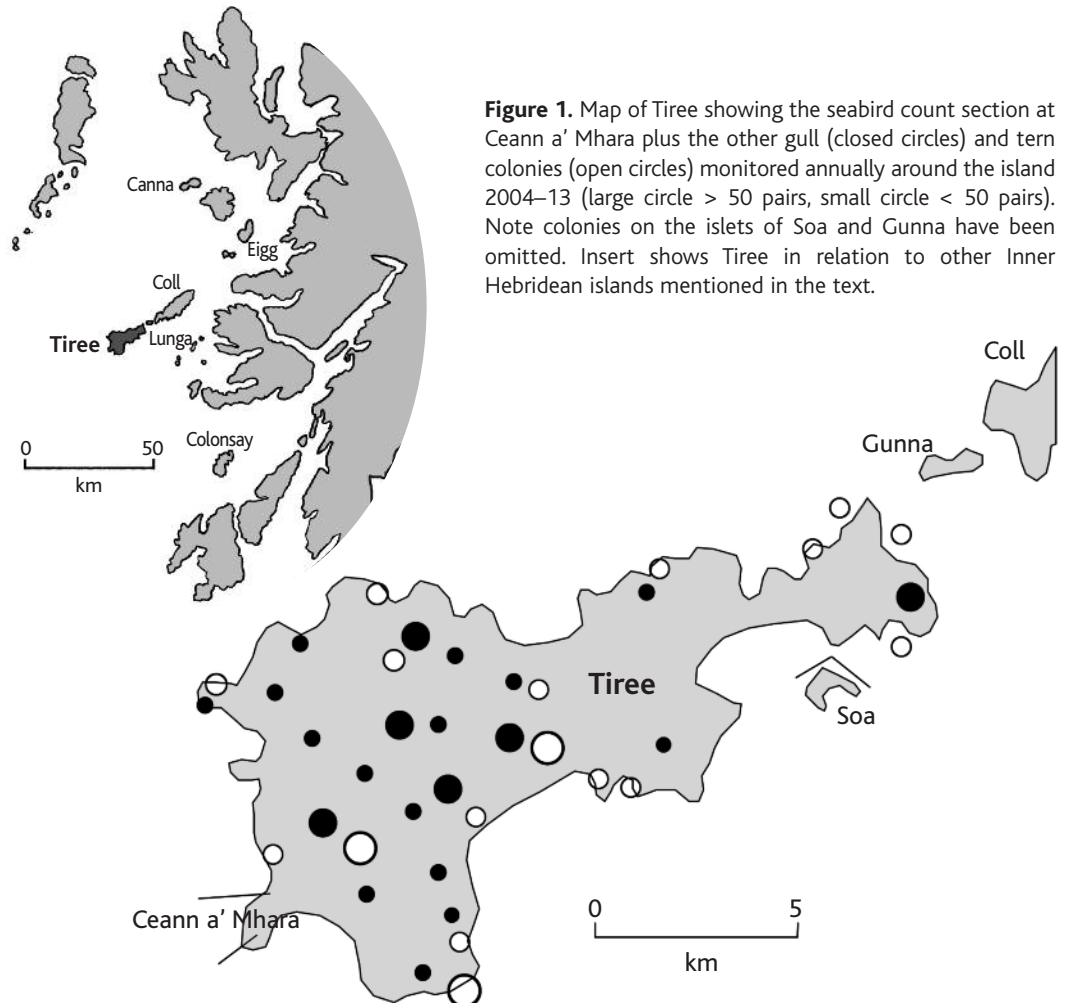 Figure 1. Map of Tiree showing the seabird count section at
Ceann a' Mhara plus the other gull (closed circles) and tern
colonies (open circles) monitored annually around the island
2004–13 (large circle > 50 pairs, small circle < 50 pairs).
Note colonies on the islets of Soa and Gunna have been
omitted. Insert shows Tiree in relation to other Inner
Hebridean islands mentioned in the text.
Canna
Eigg
Coll
Tiree
Lunga
Colonsay
0 50
km
Coll
Gunna
Tiree
Soa
Ceann a' Mhara
0 5
km